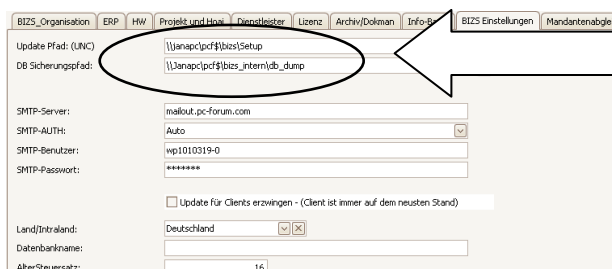 BIZS_Organisation ERP HW Projekt und Hoai Dienstleister Lizenz Archiv/Dokman BIZS Einstellungen Mandantenabgle
Update Pfad: (UNC) \\janapc\pcf$\bizs\Setup
DB Sicherungspfad: \\Janapc\pcf$\bizs_intern\db_dump
SMTP-Server: mailout.pc-forum.com
SMTP-AUTH: Auto
SMTP-Benutzer: wp1010319-0
SMTP-Passwort: *******
Update für Clients erzwingen - (Client ist immer auf dem neusten Stand)
Land/Intraland: Deutschland
Datenbankname:
AlterSteuersatz: 16